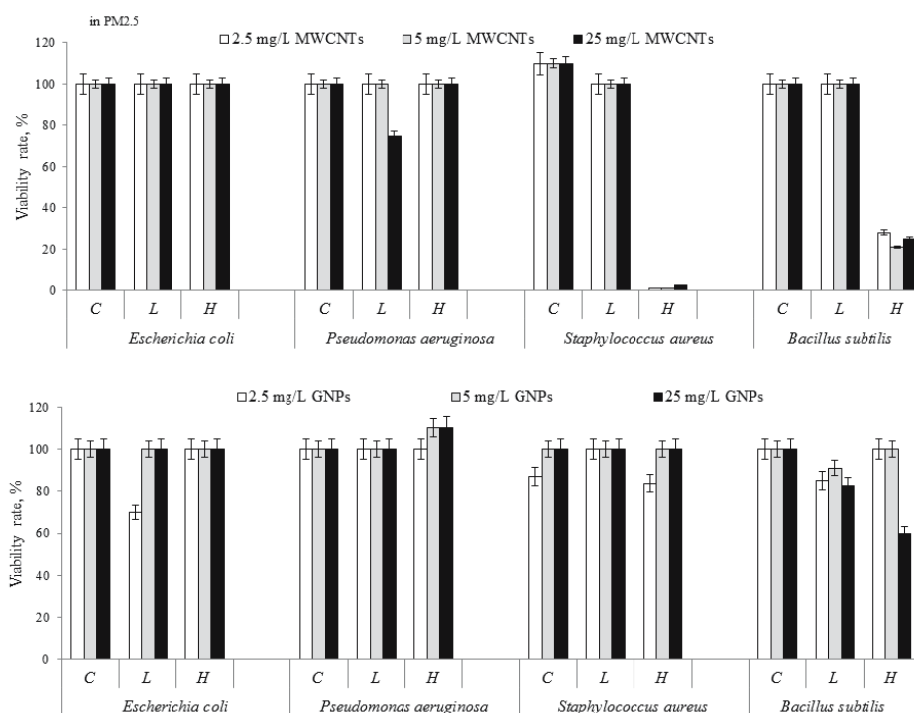 in PM2.5
2.5 mg/L MWCNTs 5 mg/L MWCNTs 25 mg/L MWCNTs
Viability rate, %
120
100
80
60
40
20
0
C L H C L H C L H C L H
Escherichia coli Pseudomonas aeruginosa Staphylococcus aureus Bacillus subtilis
2.5 mg/L GNPs 5 mg/L GNPs 25 mg/L GNPs
Viability rate, %
120
100
80
60
40
20
0
C L H C L H C L H C L H
Escherichia coli Pseudomonas aeruginosa Staphylococcus aureus Bacillus subtilis